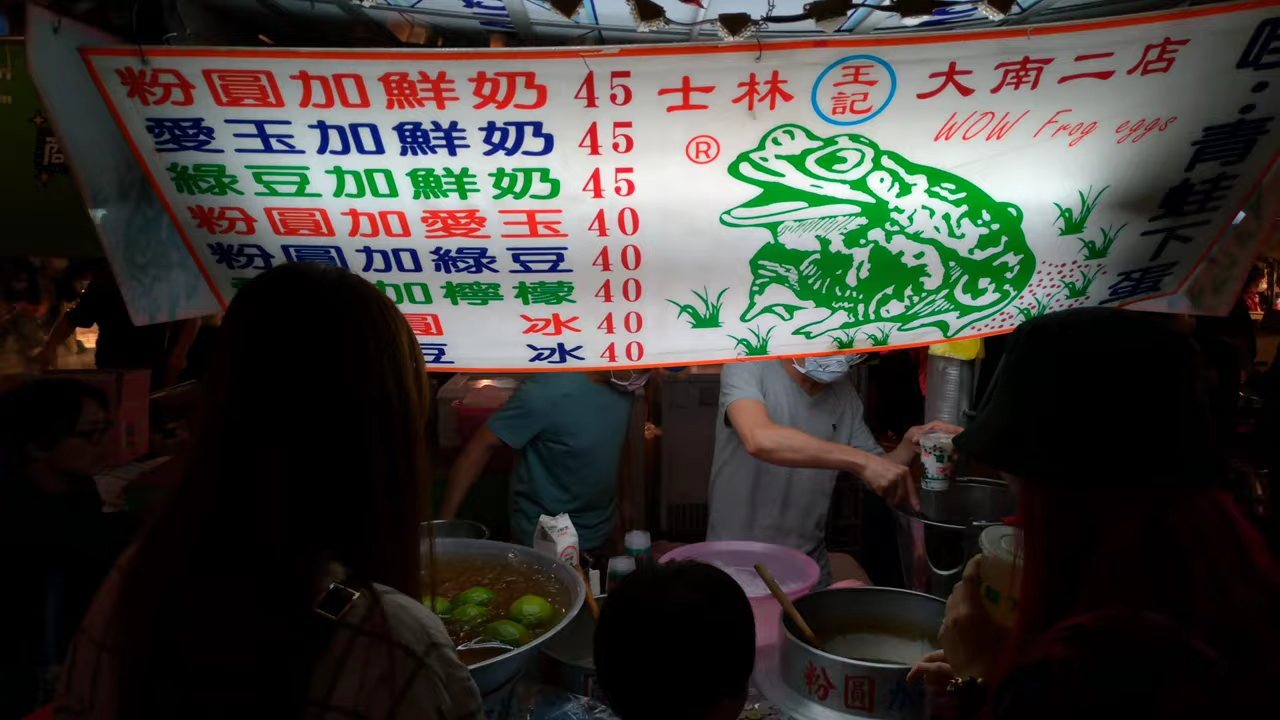 粉圓加鮮奶 45
愛玉加鮮奶 45
綠豆加鮮奶 45
粉圓加愛玉 40
粉圓加綠豆 40
加檸檬 40
圓 冰 40
豆 冰 40
士林 王記 大南二店
WOW Frog eggs
®
青蛙下蛋
粉圓